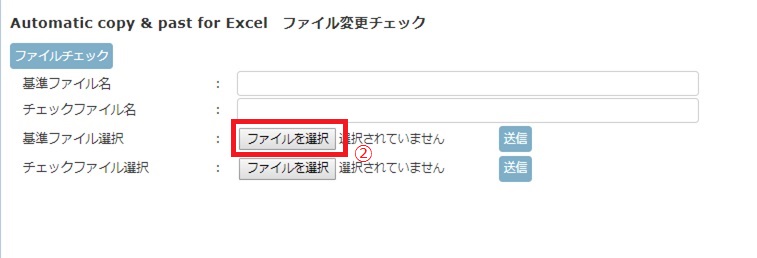 Automatic copy & past for Excel　ファイル変更チェック
ファイルチェック
基準ファイル名 :
チェックファイル名 :
基準ファイル選択 : ファイルを選択 選択されていません 送信
②
チェックファイル選択 : ファイルを選択 選択されていません 送信